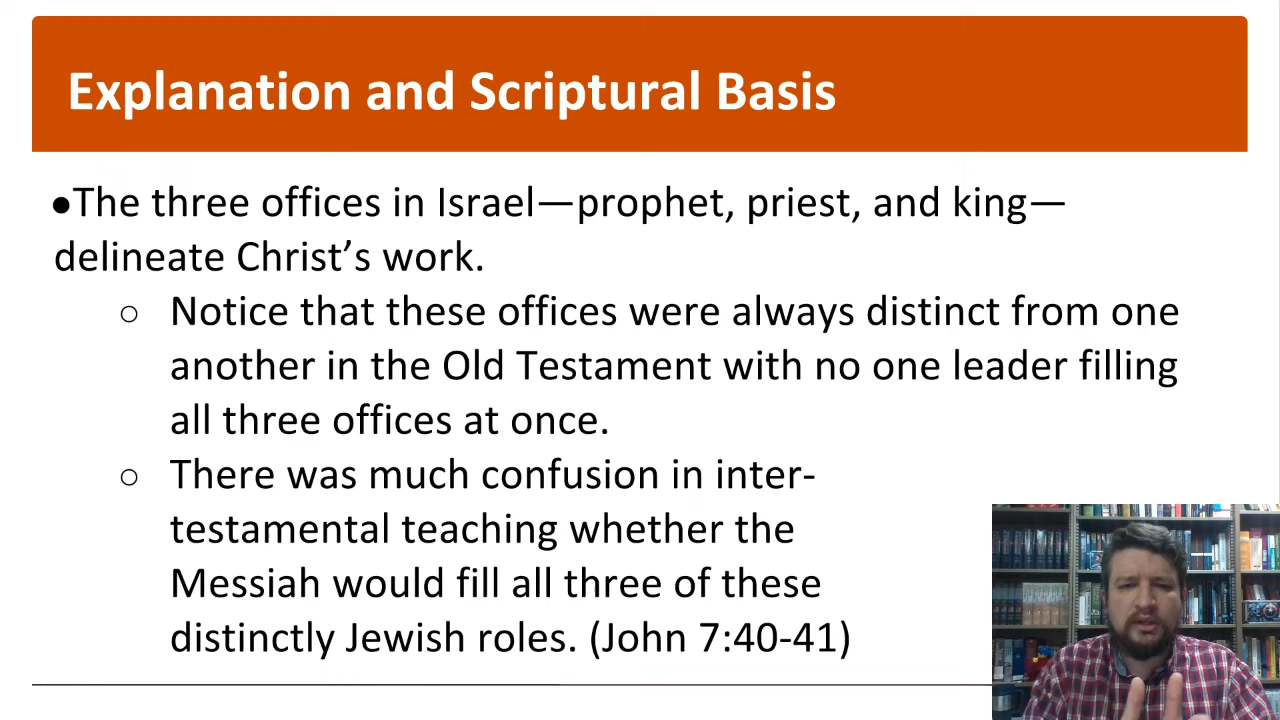 Explanation and Scriptural Basis
●The three offices in Israel—prophet, priest, and king—
delineate Christ’s work.
○ Notice that these offices were always distinct from one
another in the Old Testament with no one leader filling
all three offices at once.
○ There was much confusion in inter-
testamental teaching whether the
Messiah would fill all three of these
distinctly Jewish roles. (John 7:40-41)